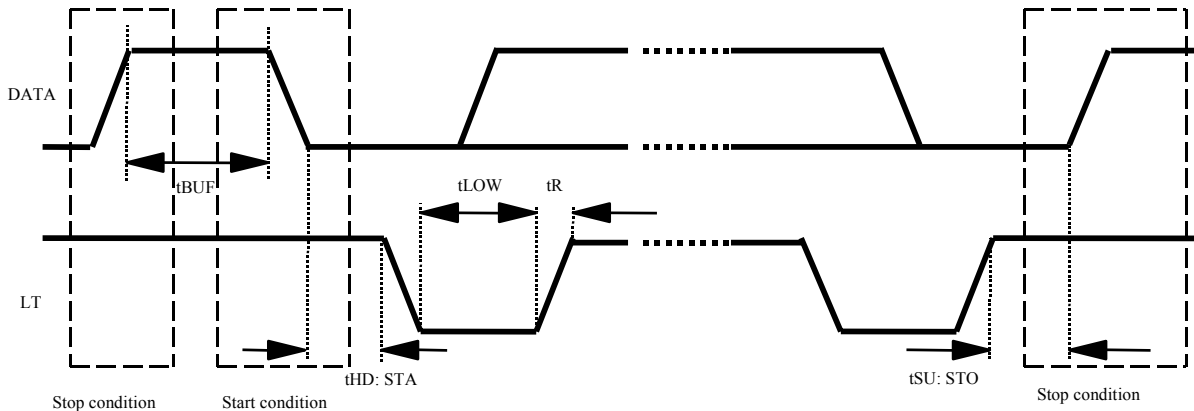 DATA
tBUF
tLOW
tR
LT
tHD: STA
tSU: STO
Stop condition
Start condition
Stop condition